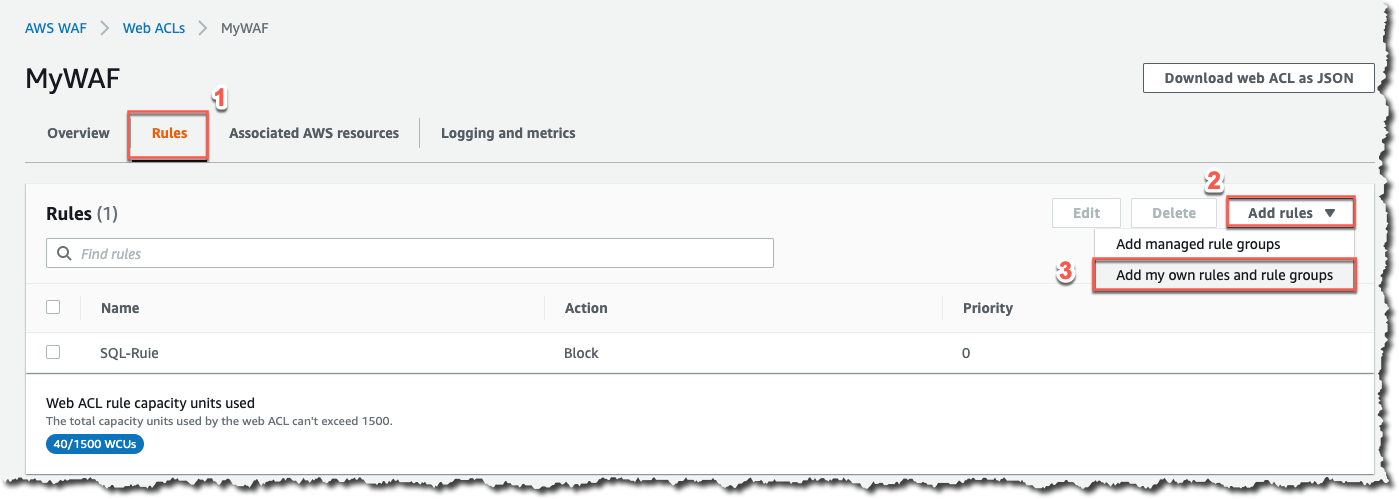 AWS WAF > Web ACLs > MyWAF
MyWAF
Download web ACL as JSON
1
Overview
Rules
Associated AWS resources
Logging and metrics
2
Rules (1)
Edit
Delete
Add rules ▼
Find rules
Add managed rule groups
3
Add my own rules and rule groups
Name
Action
Priority
SQL-Ruie
Block
0
Web ACL rule capacity units used
The total capacity units used by the web ACL can't exceed 1500.
40/1500 WCUs